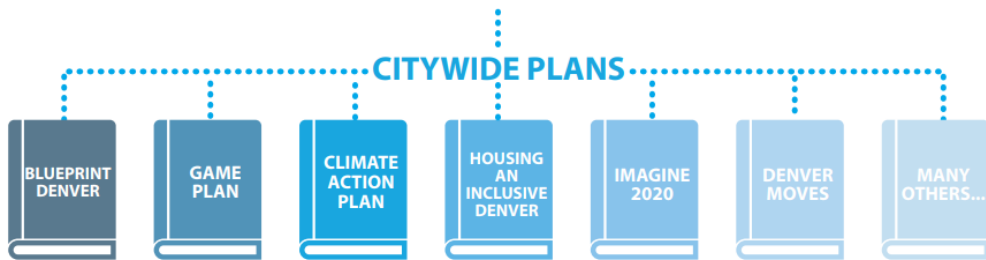 CITYWIDE PLANS
BLUEPRINT
DENVER
GAME
PLAN
CLIMATE
ACTION
PLAN
HOUSING
AN
INCLUSIVE
DENVER
IMAGINE
2020
DENVER
MOVES
MANY
OTHERS...